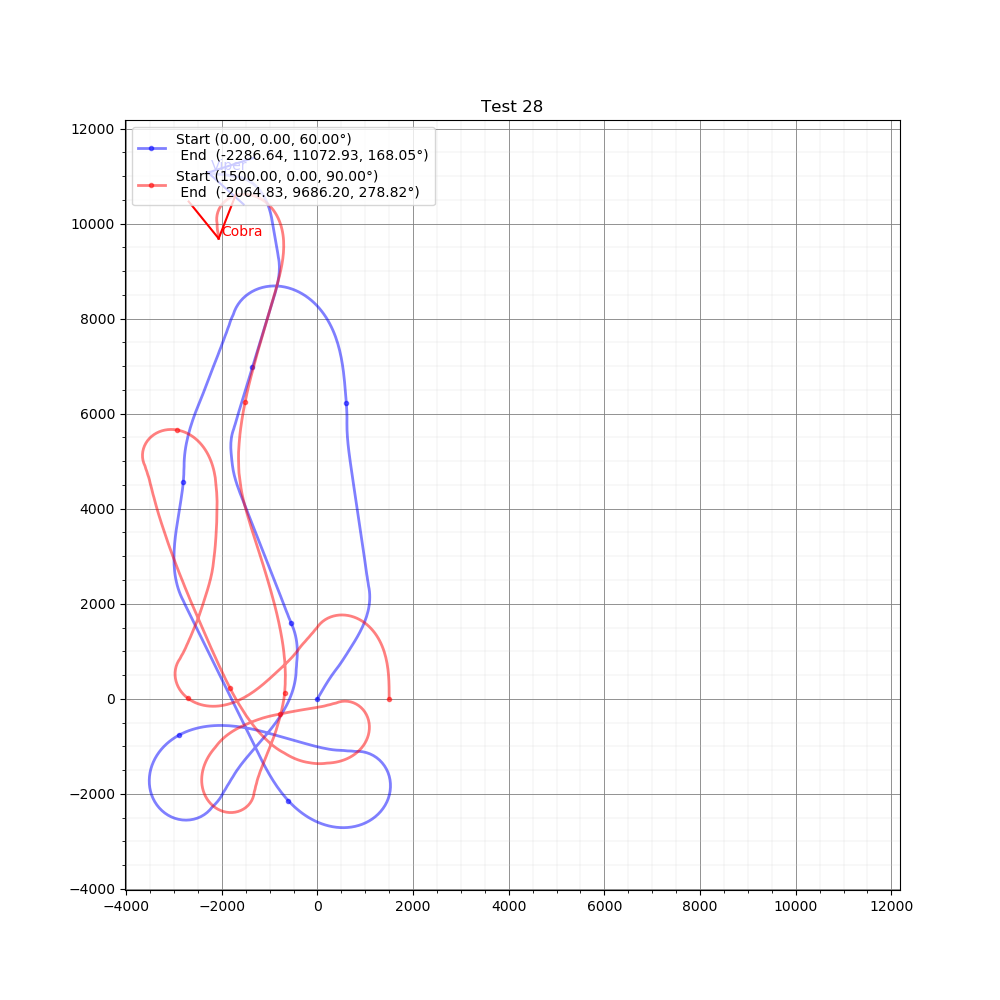 Test 28
12000
10000
8000
6000
4000
2000
0
−2000
−4000
Start (0.00, 0.00, 60.00°)
End (-2286.64, 11072.93, 168.05°)
Start (1500.00, 0.00, 90.00°)
End (-2064.83, 9686.20, 278.82°)
Viper
Cobra
−4000 −2000 0 2000 4000 6000 8000 10000 12000